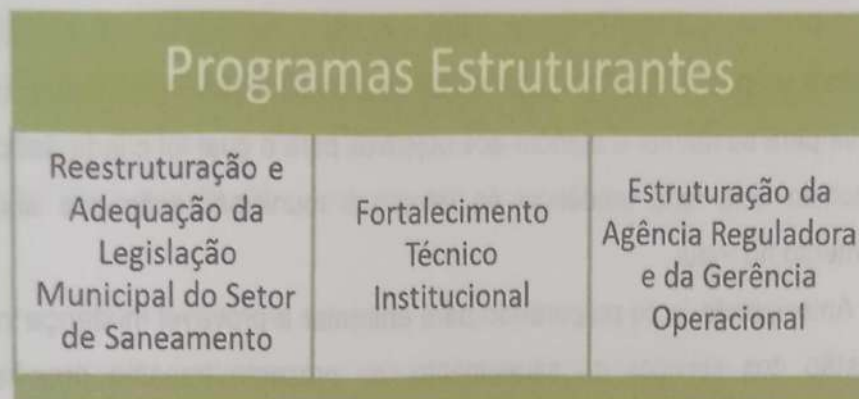 Programas Estruturantes
Reestruturação e
Adequação da
Legislação
Municipal do Setor
de Saneamento
Fortalecimento
Técnico
Institucional
Estruturação da
Agência Reguladora
e da Gerência
Operacional